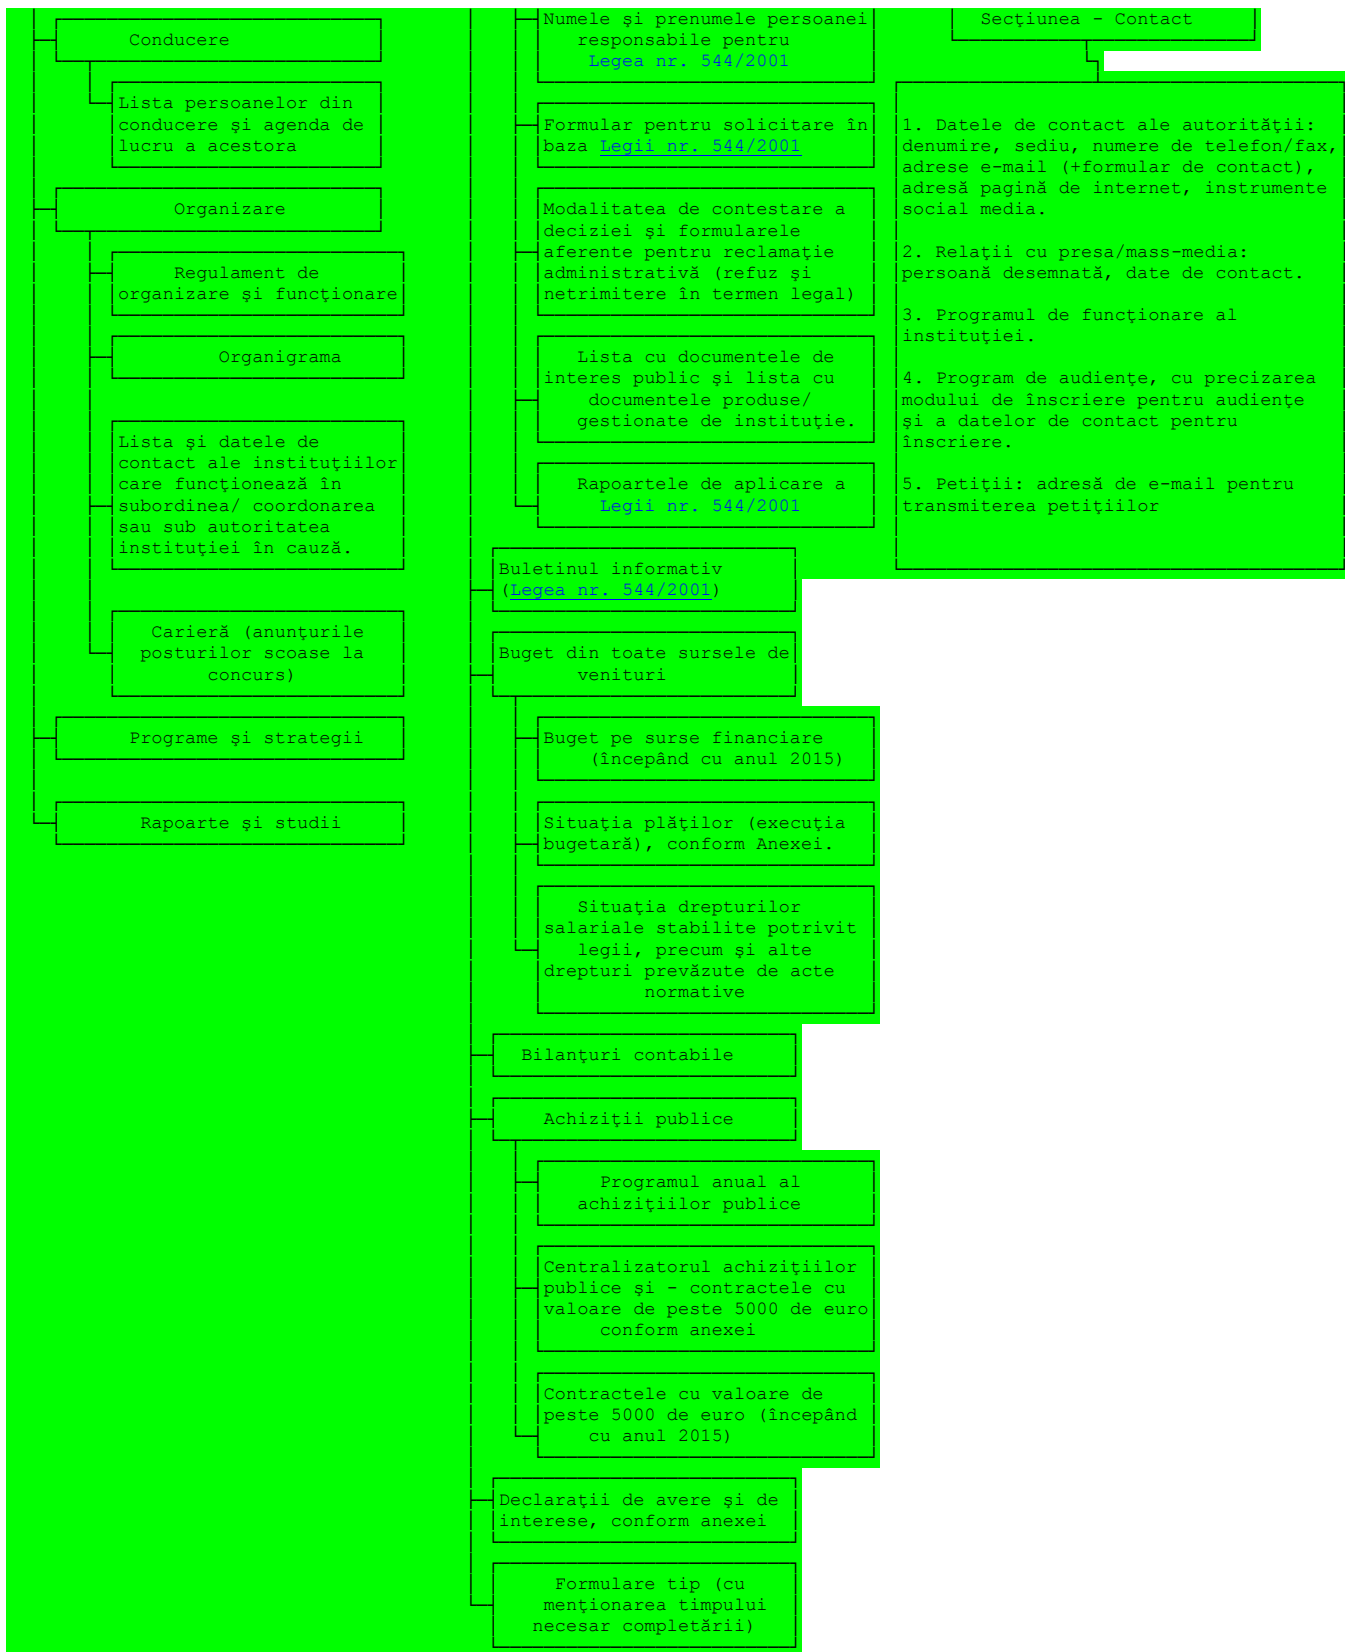 Conducere
Lista persoanelor din
conducere şi agenda de
lucru a acestora
Organizare
Regulament de
organizare şi funcţionare
Organigrama
Lista şi datele de
contact ale instituţiilor
care funcţionează în
subordinea/ coordonarea
sau sub autoritatea
instituţiei în cauză.
Carieră (anunţurile
posturilor scoase la
concurs)
Programe şi strategii
Rapoarte şi studii
Numele şi prenumele persoanei
responsabile pentru
Legea nr. 544/2001
Formular pentru solicitare în
baza Legii nr. 544/2001
Modalitatea de contestare a
deciziei şi formularele
aferente pentru reclamaţie
administrativă (refuz şi
netrimitere în termen legal)
Lista cu documentele de
interes public şi lista cu
documentele produse/
gestionate de instituţie.
Rapoartele de aplicare a
Legii nr. 544/2001
Buletinul informativ
(Legea nr. 544/2001)
Buget din toate sursele de
venituri
Buget pe surse financiare
(începând cu anul 2015)
Situaţia plăţilor (execuţia
bugetară), conform Anexei.
Situaţia drepturilor
salariale stabilite potrivit
legii, precum şi alte
drepturi prevăzute de acte
normative
Bilanţuri contabile
Achiziţii publice
Programul anual al
achiziţiilor publice
Centralizatorul achiziţiilor
publice şi - contractele cu
valoare de peste 5000 de euro
conform anexei
Contractele cu valoare de
peste 5000 de euro (începând
cu anul 2015)
Declaraţii de avere şi de
interese, conform anexei
Formulare tip (cu
menţionarea timpului
necesar completării)
Secţiunea - Contact
1. Datele de contact ale autorităţii:
denumire, sediu, numere de telefon/fax,
adrese e-mail (+formular de contact),
adresă pagină de internet, instrumente
social media.
2. Relaţii cu presa/mass-media:
persoană desemnată, date de contact.
3. Programul de funcţionare al
instituţiei.
4. Program de audienţe, cu precizarea
modului de înscriere pentru audienţe
şi a datelor de contact pentru
înscriere.
5. Petiţii: adresă de e-mail pentru
transmiterea petiţiilor